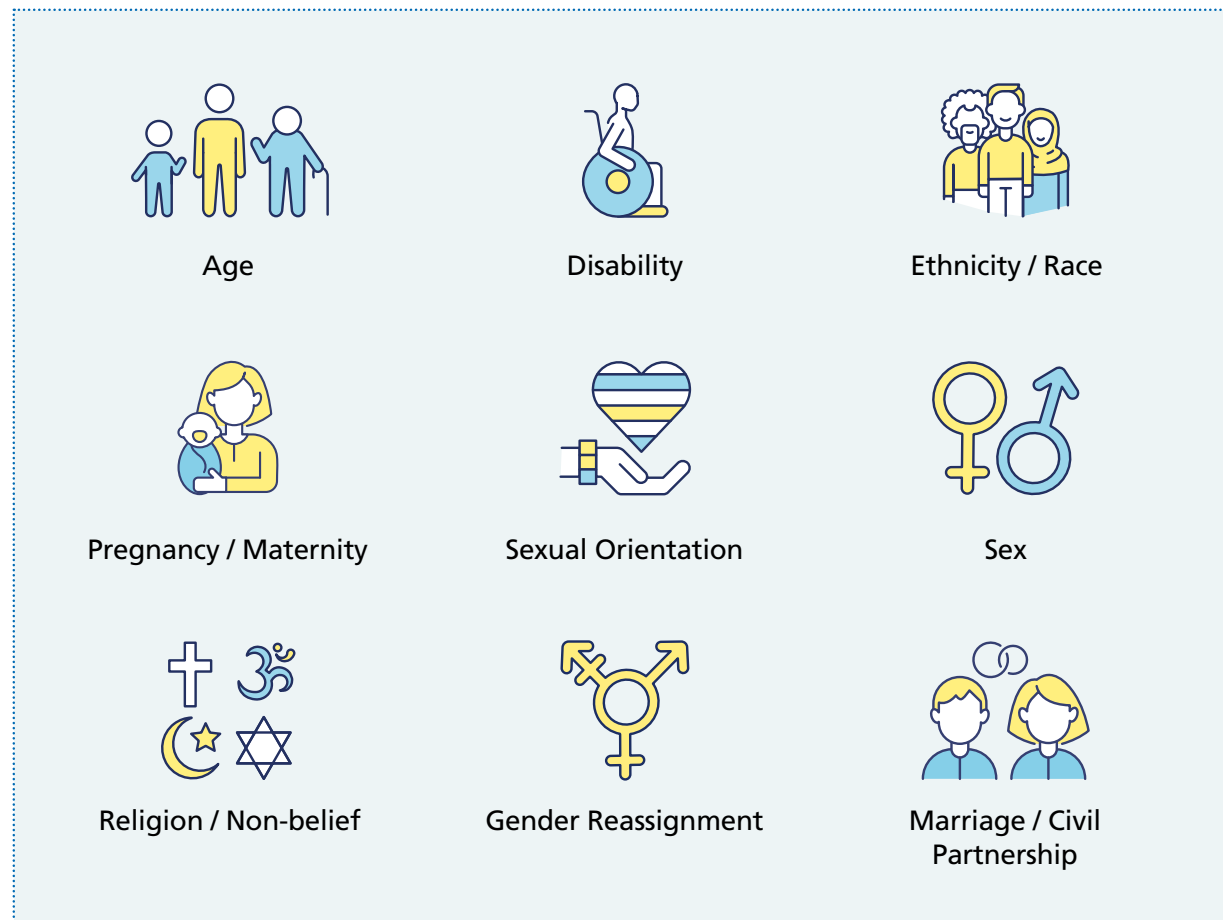 Age
Disability
Ethnicity / Race
Pregnancy / Maternity
Sexual Orientation
Sex
Religion / Non-belief
Gender Reassignment
Marriage / Civil
Partnership